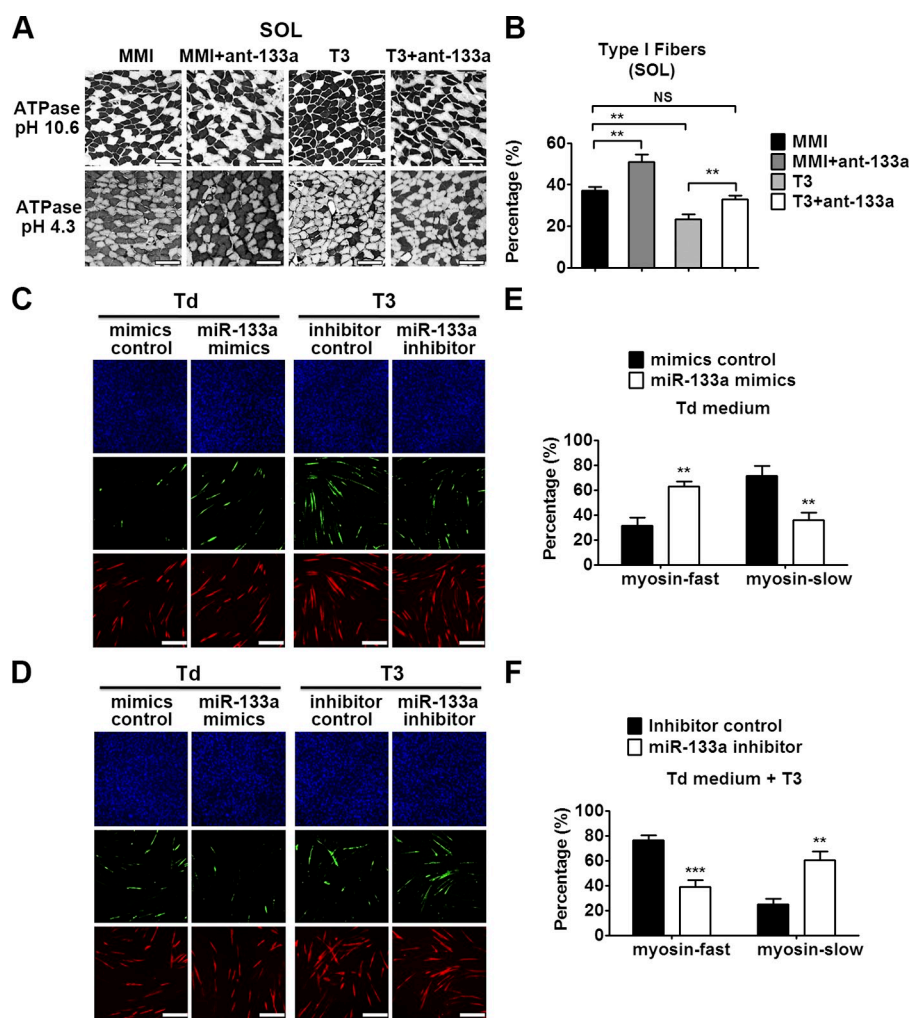 A
SOL
MMI MMI+ant-133a T3 T3+ant-133a
ATPase
pH 10.6
ATPase
pH 4.3
B
Type I Fibers
(SOL)
NS
**
**
**
60
40
20
0
Percentage (%)
MMI
MMI+ant-133a
T3
T3+ant-133a
C
Td T3
mimics control miR-133a mimics inhibitor control miR-133a inhibitor
E
mimics control
miR-133a mimics
Td medium
100
80
60
40
20
0
Percentage (%)
**
**
myosin-fast myosin-slow
D
Td T3
mimics control miR-133a mimics inhibitor control miR-133a inhibitor
F
Inhibitor control
miR-133a inhibitor
Td medium + T3
100
80
60
40
20
0
Percentage (%)
***
**
myosin-fast myosin-slow